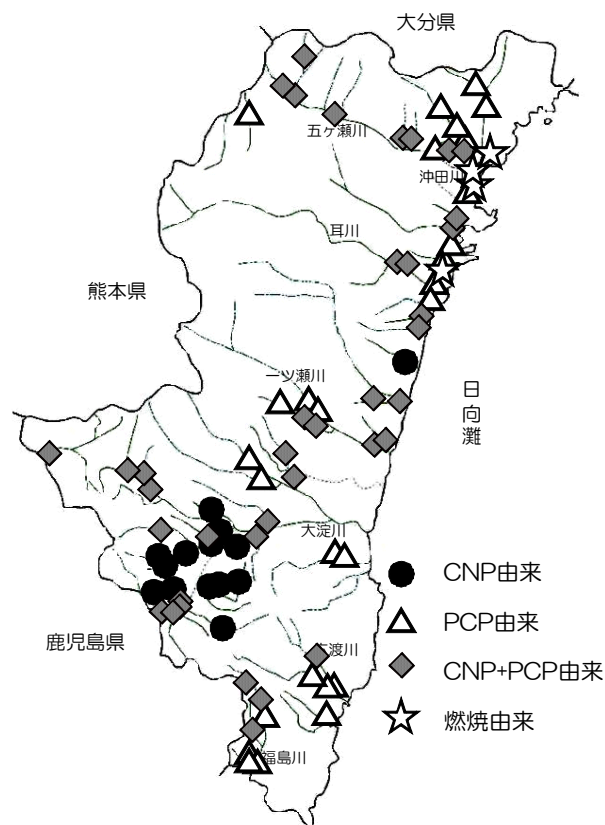 大分県
五ヶ瀬川
沖田川
耳川
熊本県
一ツ瀬川
日向灘
大淀川
CNP由来
PCP由来
鹿児島県
渡川
CNP+PCP由来
燃焼由来
福島川